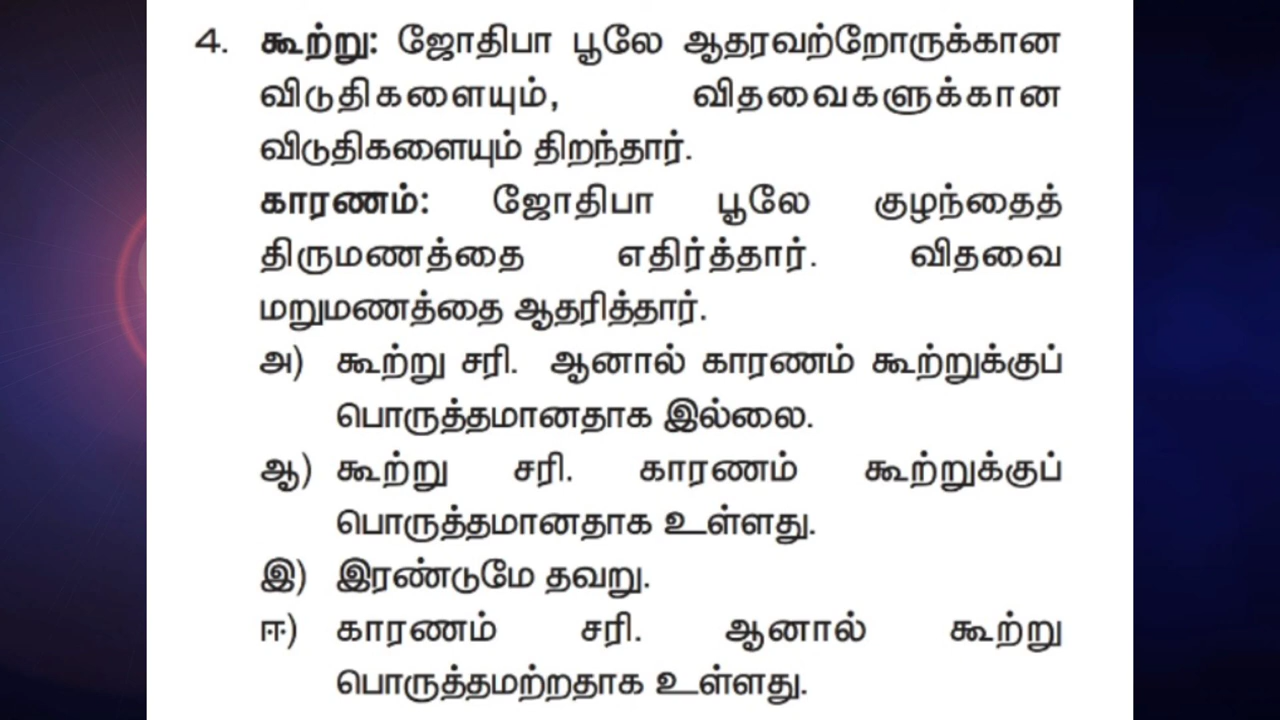 4. கூற்று: ஜோதிபா பூலே ஆதரவற்றோருக்கான
விடுதிகளையும், விதவைகளுக்கான
விடுதிகளையும் திறந்தார்.
காரணம்: ஜோதிபா பூலே குழந்தைத்
திருமணத்தை எதிர்த்தார். விதவை
மறுமணத்தை ஆதரித்தார்.
அ) கூற்று சரி. ஆனால் காரணம் கூற்றுக்குப்
பொருத்தமானதாக இல்லை.
ஆ) கூற்று சரி. காரணம் கூற்றுக்குப்
பொருத்தமானதாக உள்ளது.
இ) இரண்டுமே தவறு.
ஈ) காரணம் சரி. ஆனால் கூற்று
பொருத்தமற்றதாக உள்ளது.